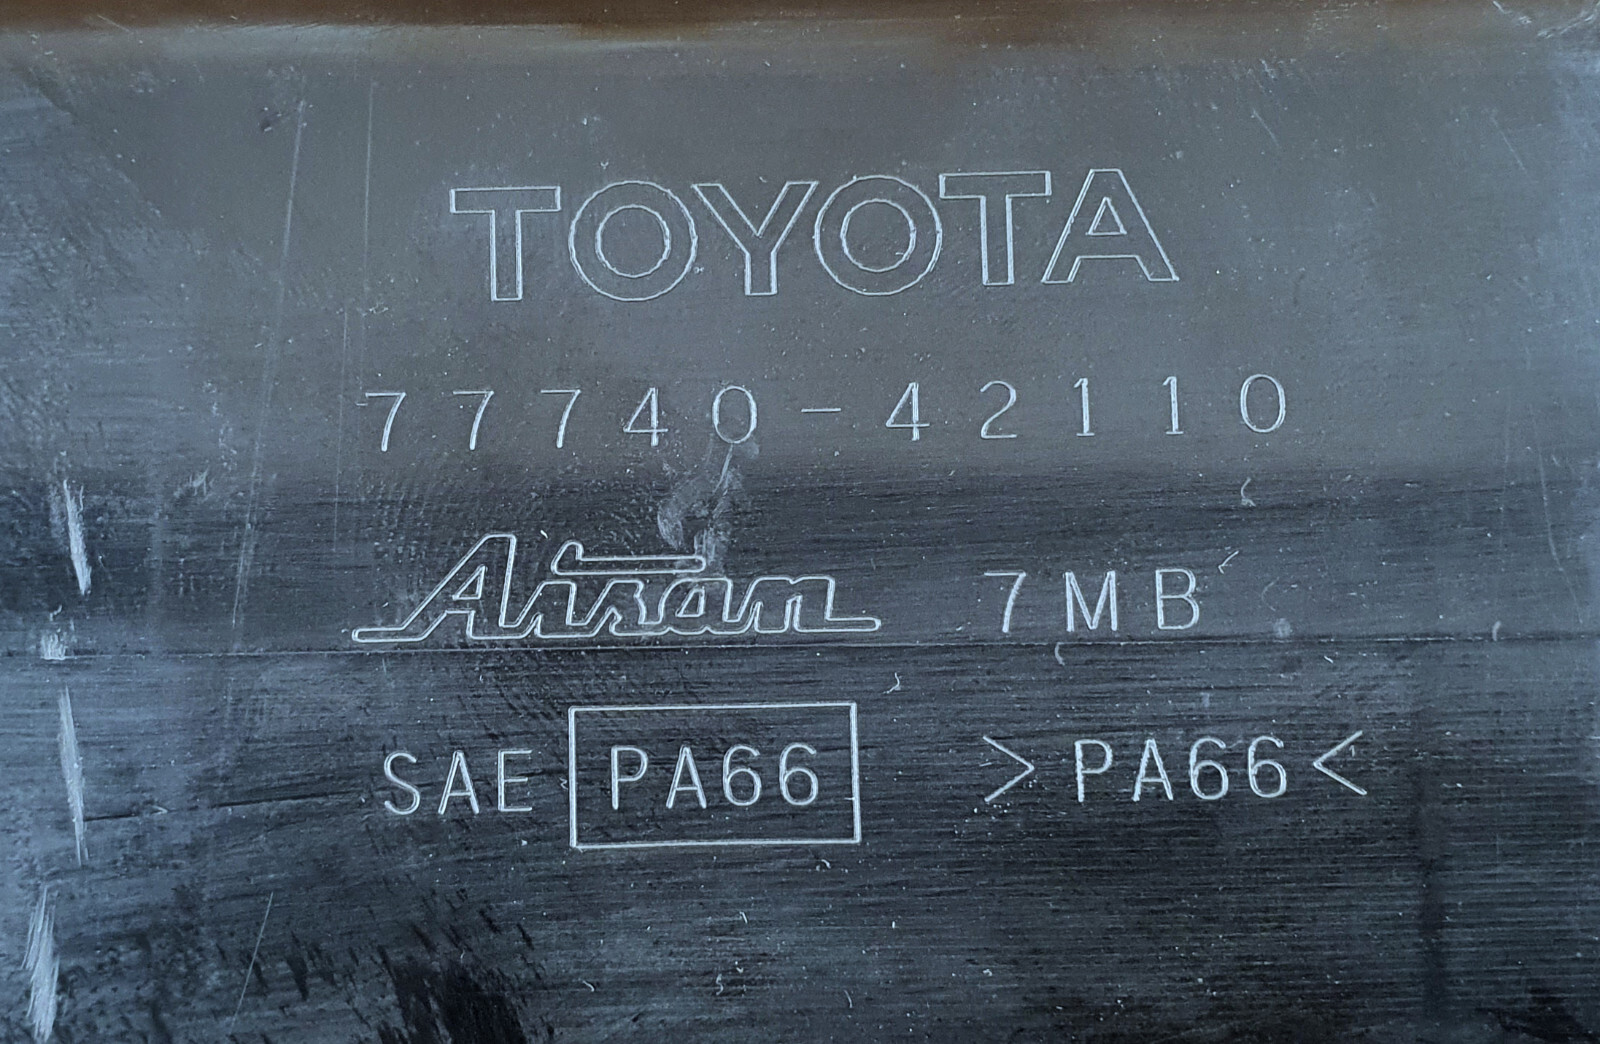 TOYOTA
77740-42110
Aisan 7MB
SAE PA66 >PA66<